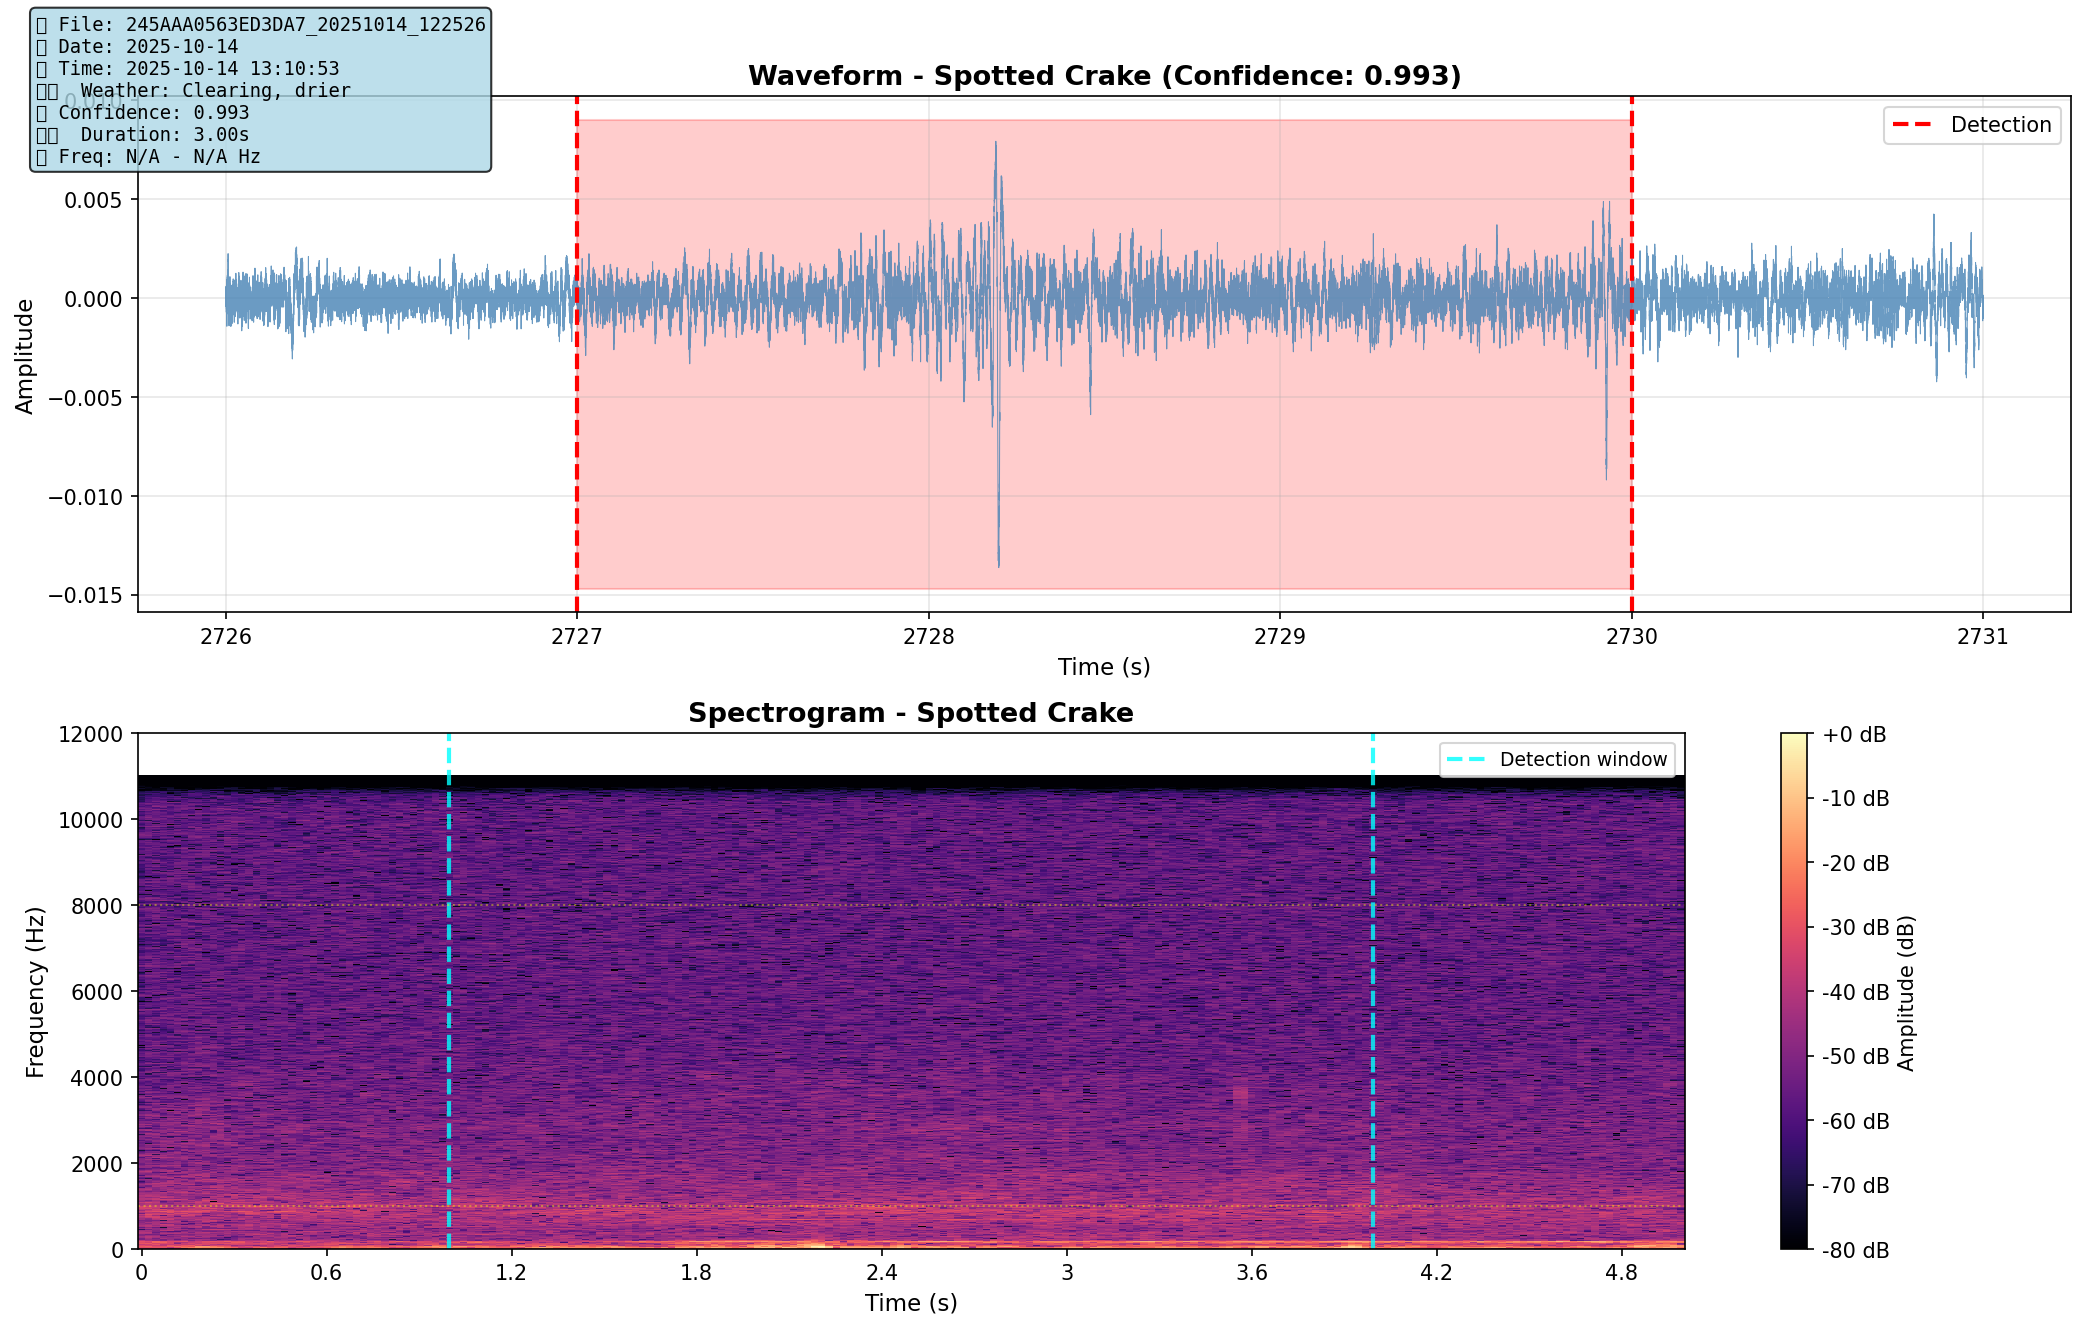 File: 245AAA0563ED3DA7_20251014_122526
Date: 2025-10-14
Time: 2025-10-14 13:10:53
Weather: Clearing, drier
Confidence: 0.993
Duration: 3.00s
Freq: N/A - N/A Hz
Waveform - Spotted Crake (Confidence: 0.993)
Detection
0.010
0.005
0.000
−0.005
−0.010
−0.015
Amplitude
2726 2727 2728 2729 2730 2731
Time (s)
Spectrogram - Spotted Crake
Detection window
12000
10000
8000
6000
4000
2000
0
Frequency (Hz)
0 0.6 1.2 1.8 2.4 3 3.6 4.2 4.8
Time (s)
+0 dB
-10 dB
-20 dB
-30 dB
-40 dB
-50 dB
-60 dB
-70 dB
-80 dB
Amplitude (dB)